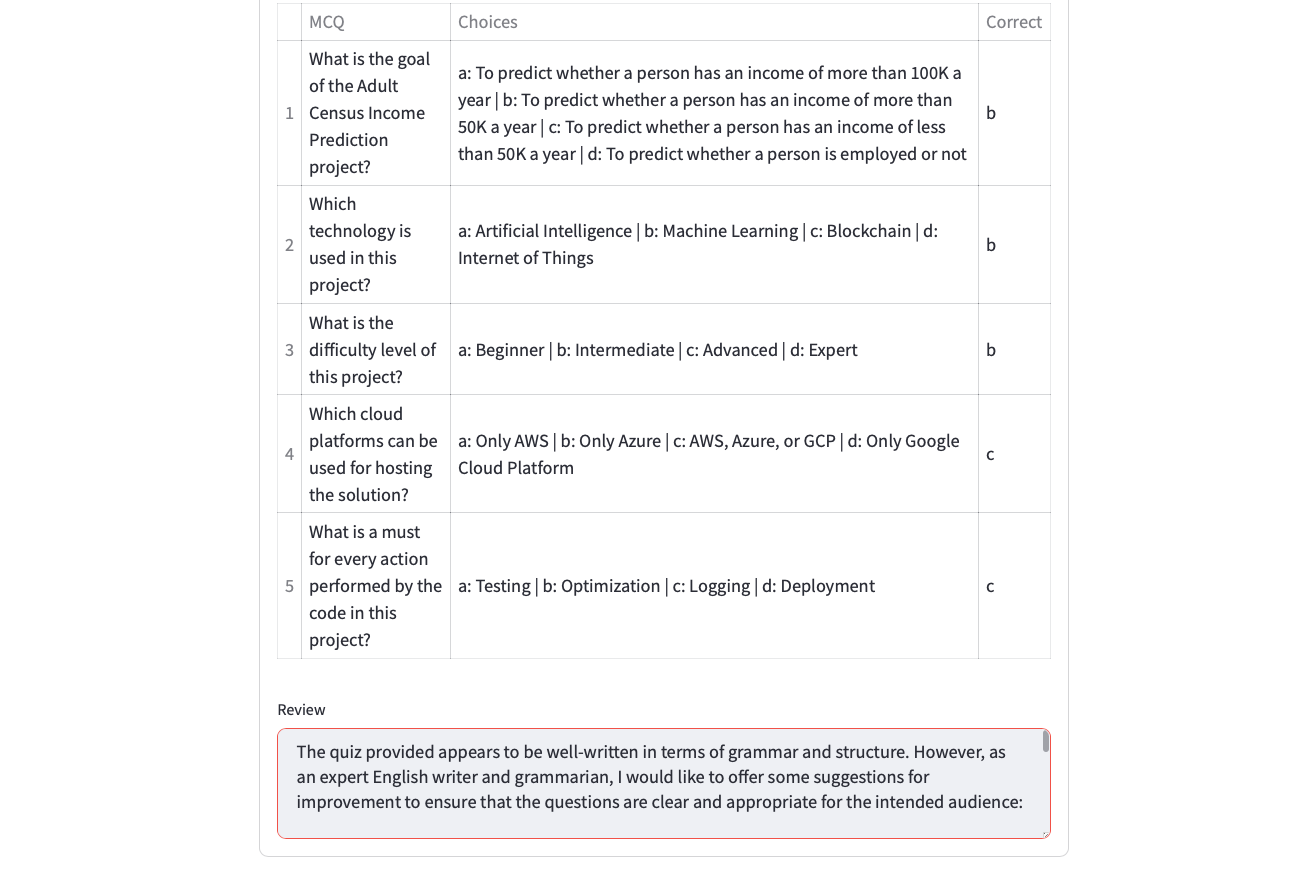 MCQ Choices Correct
1
What is the goal
of the Adult
Census Income
Prediction
project?
a: To predict whether a person has an income of more than 100K a
year | b: To predict whether a person has an income of more than
50K a year | c: To predict whether a person has an income of less
than 50K a year | d: To predict whether a person is employed or not
b
2
Which
technology is
used in this
project?
a: Artificial Intelligence | b: Machine Learning | c: Blockchain | d:
Internet of Things
b
3
What is the
difficulty level of
this project?
a: Beginner | b: Intermediate | c: Advanced | d: Expert
b
4
Which cloud
platforms can be
used for hosting
the solution?
a: Only AWS | b: Only Azure | c: AWS, Azure, or GCP | d: Only Google
Cloud Platform
c
5
What is a must
for every action
performed by the
code in this
project?
a: Testing | b: Optimization | c: Logging | d: Deployment
c
Review
The quiz provided appears to be well-written in terms of grammar and structure. However, as
an expert English writer and grammarian, I would like to offer some suggestions for
improvement to ensure that the questions are clear and appropriate for the intended audience: